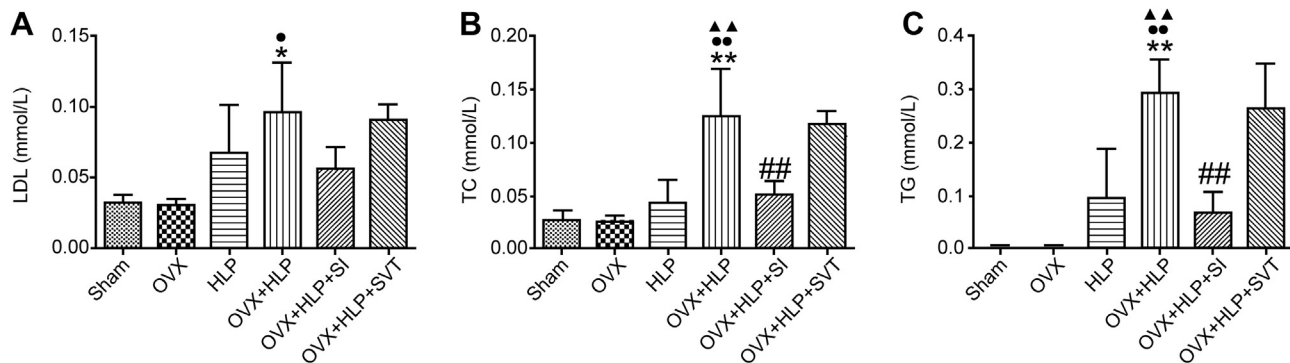 A
LDL (mmol/L)
0.15
0.10
0.05
0.00
●
*
Sham
OVX
HLP
OVX+HLP
OVX+HLP+SI
OVX+HLP+SVT
B
TC (mmol/L)
0.20
0.15
0.10
0.05
0.00
▲▲
●●
**
##
Sham
OVX
HLP
OVX+HLP
OVX+HLP+SI
OVX+HLP+SVT
C
TG (mmol/L)
0.4
0.3
0.2
0.1
0.0
▲▲
●●
**
##
Sham
OVX
HLP
OVX+HLP
OVX+HLP+SI
OVX+HLP+SVT